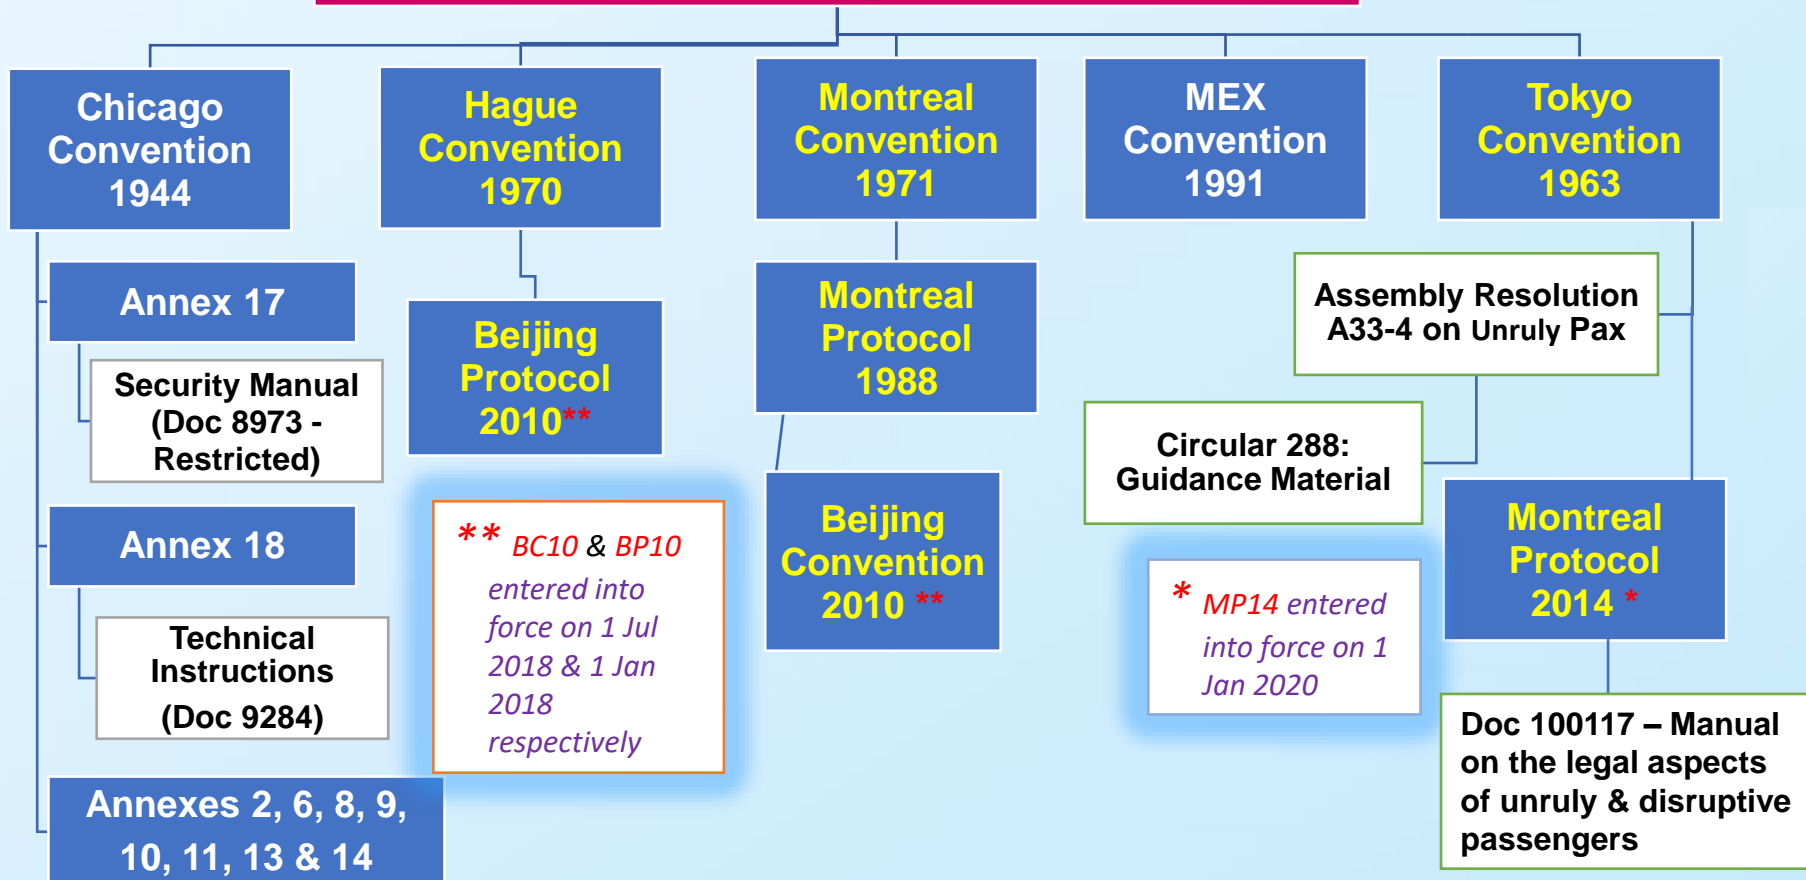 Chicago
Convention
1944
Hague
Convention
1970
Montreal
Convention
1971
MEX
Convention
1991
Tokyo
Convention
1963
Annex 17
Security Manual
(Doc 8973 -
Restricted)
Annex 18
Technical
Instructions
(Doc 9284)
Annexes 2, 6, 8, 9,
10, 11, 13 & 14
Beijing
Protocol
2010**
** BC10 & BP10
entered into
force on 1 Jul
2018 & 1 Jan
2018
respectively
Montreal
Protocol
1988
Beijing
Convention
2010 **
Assembly Resolution
A33-4 on Unruly Pax
Circular 288:
Guidance Material
* MP14 entered
into force on 1
Jan 2020
Montreal
Protocol
2014 *
Doc 100117 – Manual
on the legal aspects
of unruly & disruptive
passengers